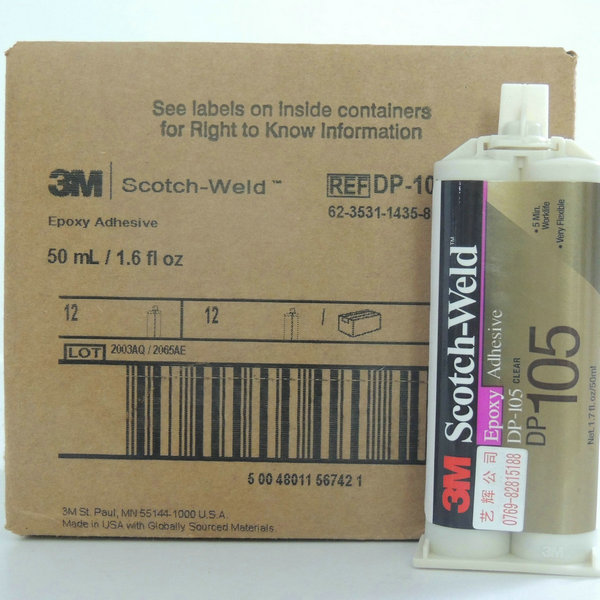 See labels on Inside containers
for Right to Know Information
3M Scotch-Weld ™
REF DP-10
62-3531-1435-8
Epoxy Adhesive
50 mL / 1.6 fl oz
12
12 /
LOT 2003AQ / 2065AE
5 00 48011 56742 1
3M St. Paul, MN 55144-1000 U.S.A.
Made in USA with Globally Sourced Materials.
3M Scotch-Weld™
Epoxy Adhesive
DP-105 CLEAR
DP-105
• 5 Min.
Worklife
• Very Flexible
Net. 1.7 fl.oz/50ml
艺辉公司
0769-82815188
3M